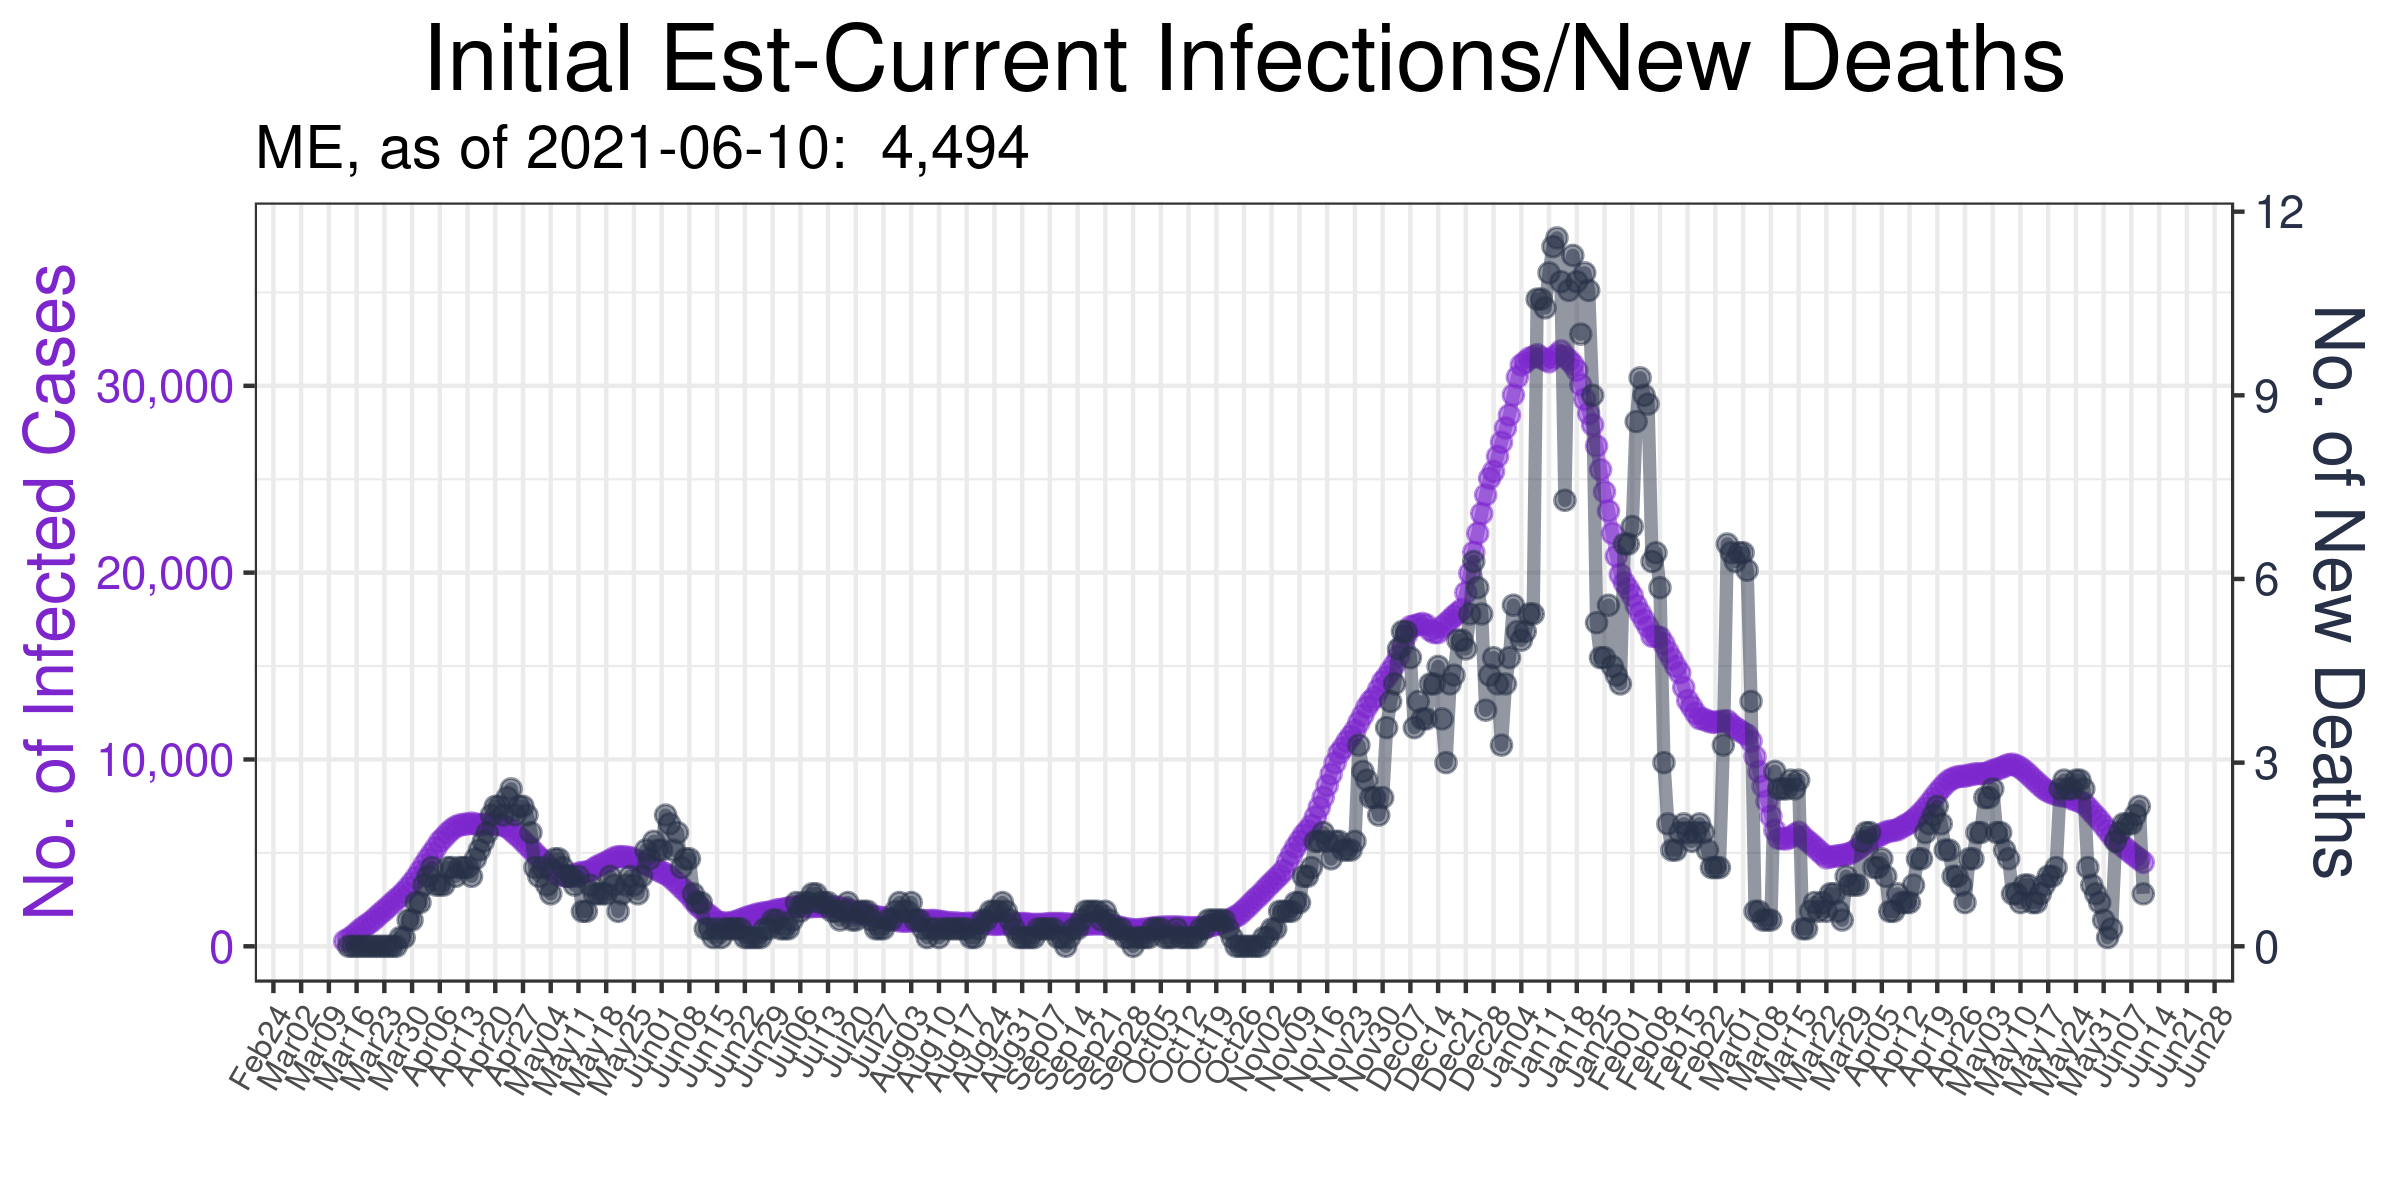 Initial Est-Current Infections/New Deaths
ME, as of 2021-06-10:  4,494
No. of Infected Cases
30,000
20,000
10,000
0
12
9
6
3
0
No. of New Deaths
Feb24
Mar02
Mar09
Mar16
Mar23
Mar30
Apr06
Apr13
Apr20
Apr27
May04
May11
May18
May25
Jun01
Jun08
Jun15
Jun22
Jun29
Jul06
Jul13
Jul20
Jul27
Aug03
Aug10
Aug17
Aug24
Aug31
Sep07
Sep14
Sep21
Sep28
Oct05
Oct12
Oct19
Oct26
Nov02
Nov09
Nov16
Nov23
Nov30
Dec07
Dec14
Dec21
Dec28
Jan04
Jan11
Jan18
Jan25
Feb01
Feb08
Feb15
Feb22
Mar01
Mar08
Mar15
Mar22
Mar29
Apr05
Apr12
Apr19
Apr26
May03
May10
May17
May24
May31
Jun07
Jun14
Jun21
Jun28